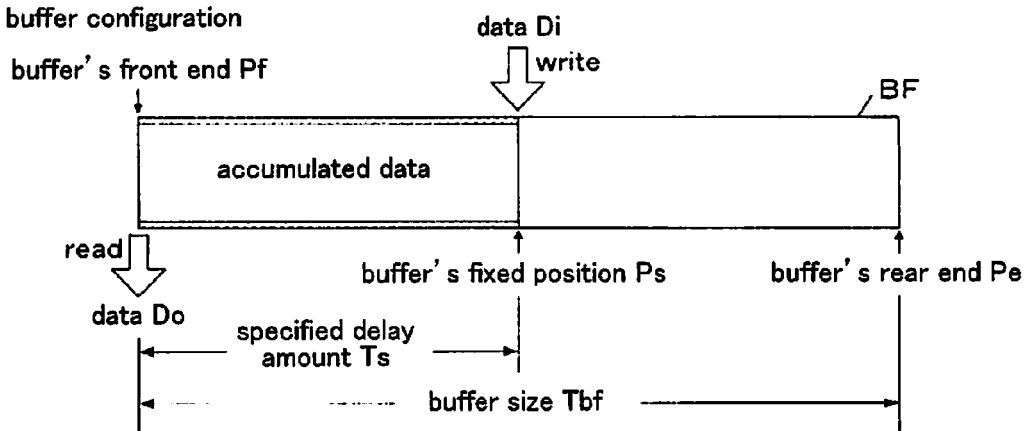 buffer configuration
data Di
write
buffer's front end Pf
BF
accumulated data
read
buffer's fixed position Ps
buffer's rear end Pe
data Do
specified delay
amount Ts
buffer size Tbf